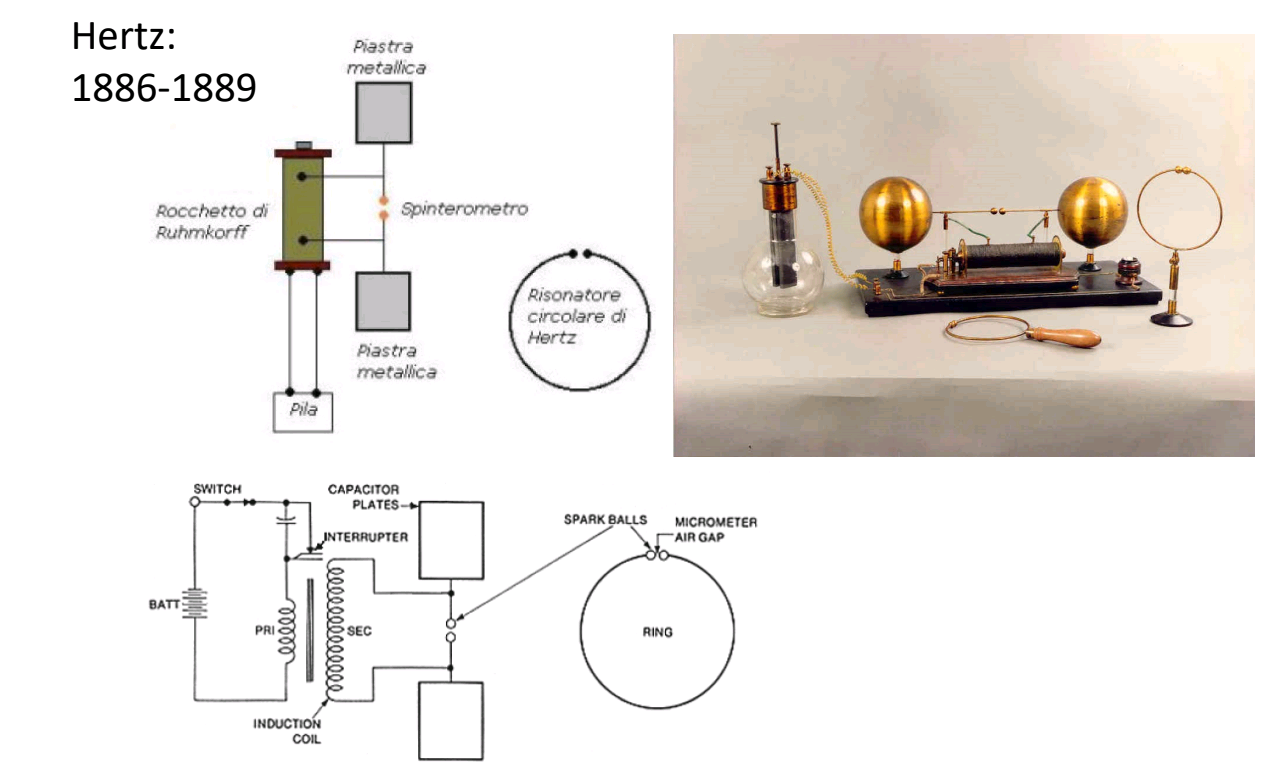 Hertz:
1886-1889
Piastra
metallica
Rocchetto di
Ruhmkorff
Spinterometro
Risonatore
circolare di
Hertz
Piastra
metallica
Pila
SWITCH
CAPACITOR
PLATES
INTERRUPTER
SPARK BALLS
MICROMETER
AIR GAP
BATT
PRI
SEC
RING
INDUCTION
COIL